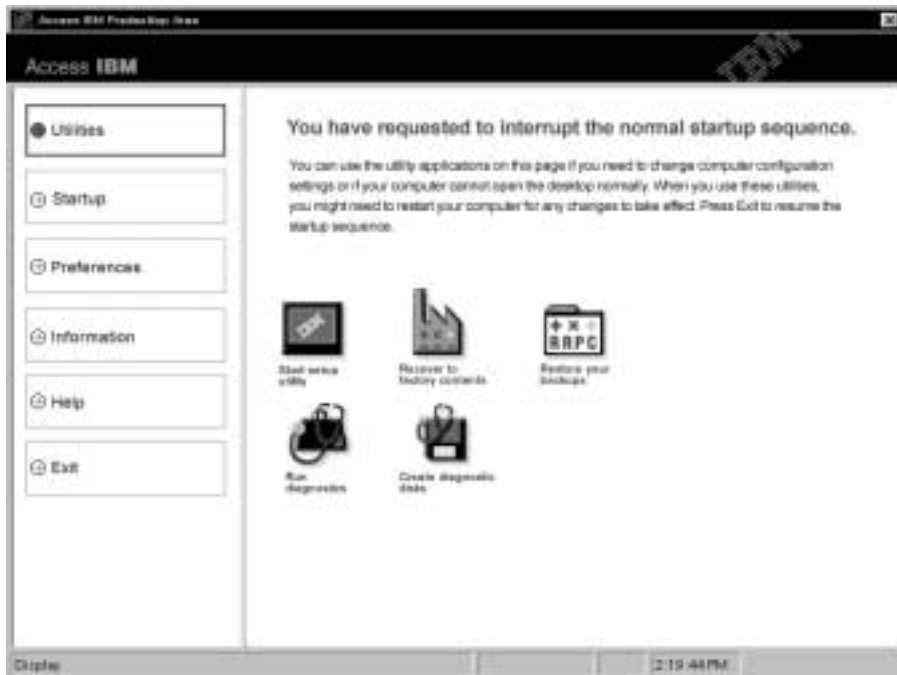 Access IBM Predesktop Area
Access IBM
IBM
Utilities
Startup
Preferences
Information
Help
Exit
You have requested to interrupt the normal startup sequence.
You can use the utility applications on this page if you need to change computer configuration
settings or if your computer cannot open the desktop normally. When you use these utilities,
you might need to restart your computer for any changes to take effect. Press Exit to resume the
startup sequence.
IBM
Start setup
utility
Recover to
factory contents
RRPC
Restore your
backups
Run
diagnostics
Create diagnostic
disks
Display
2:19:44 PM